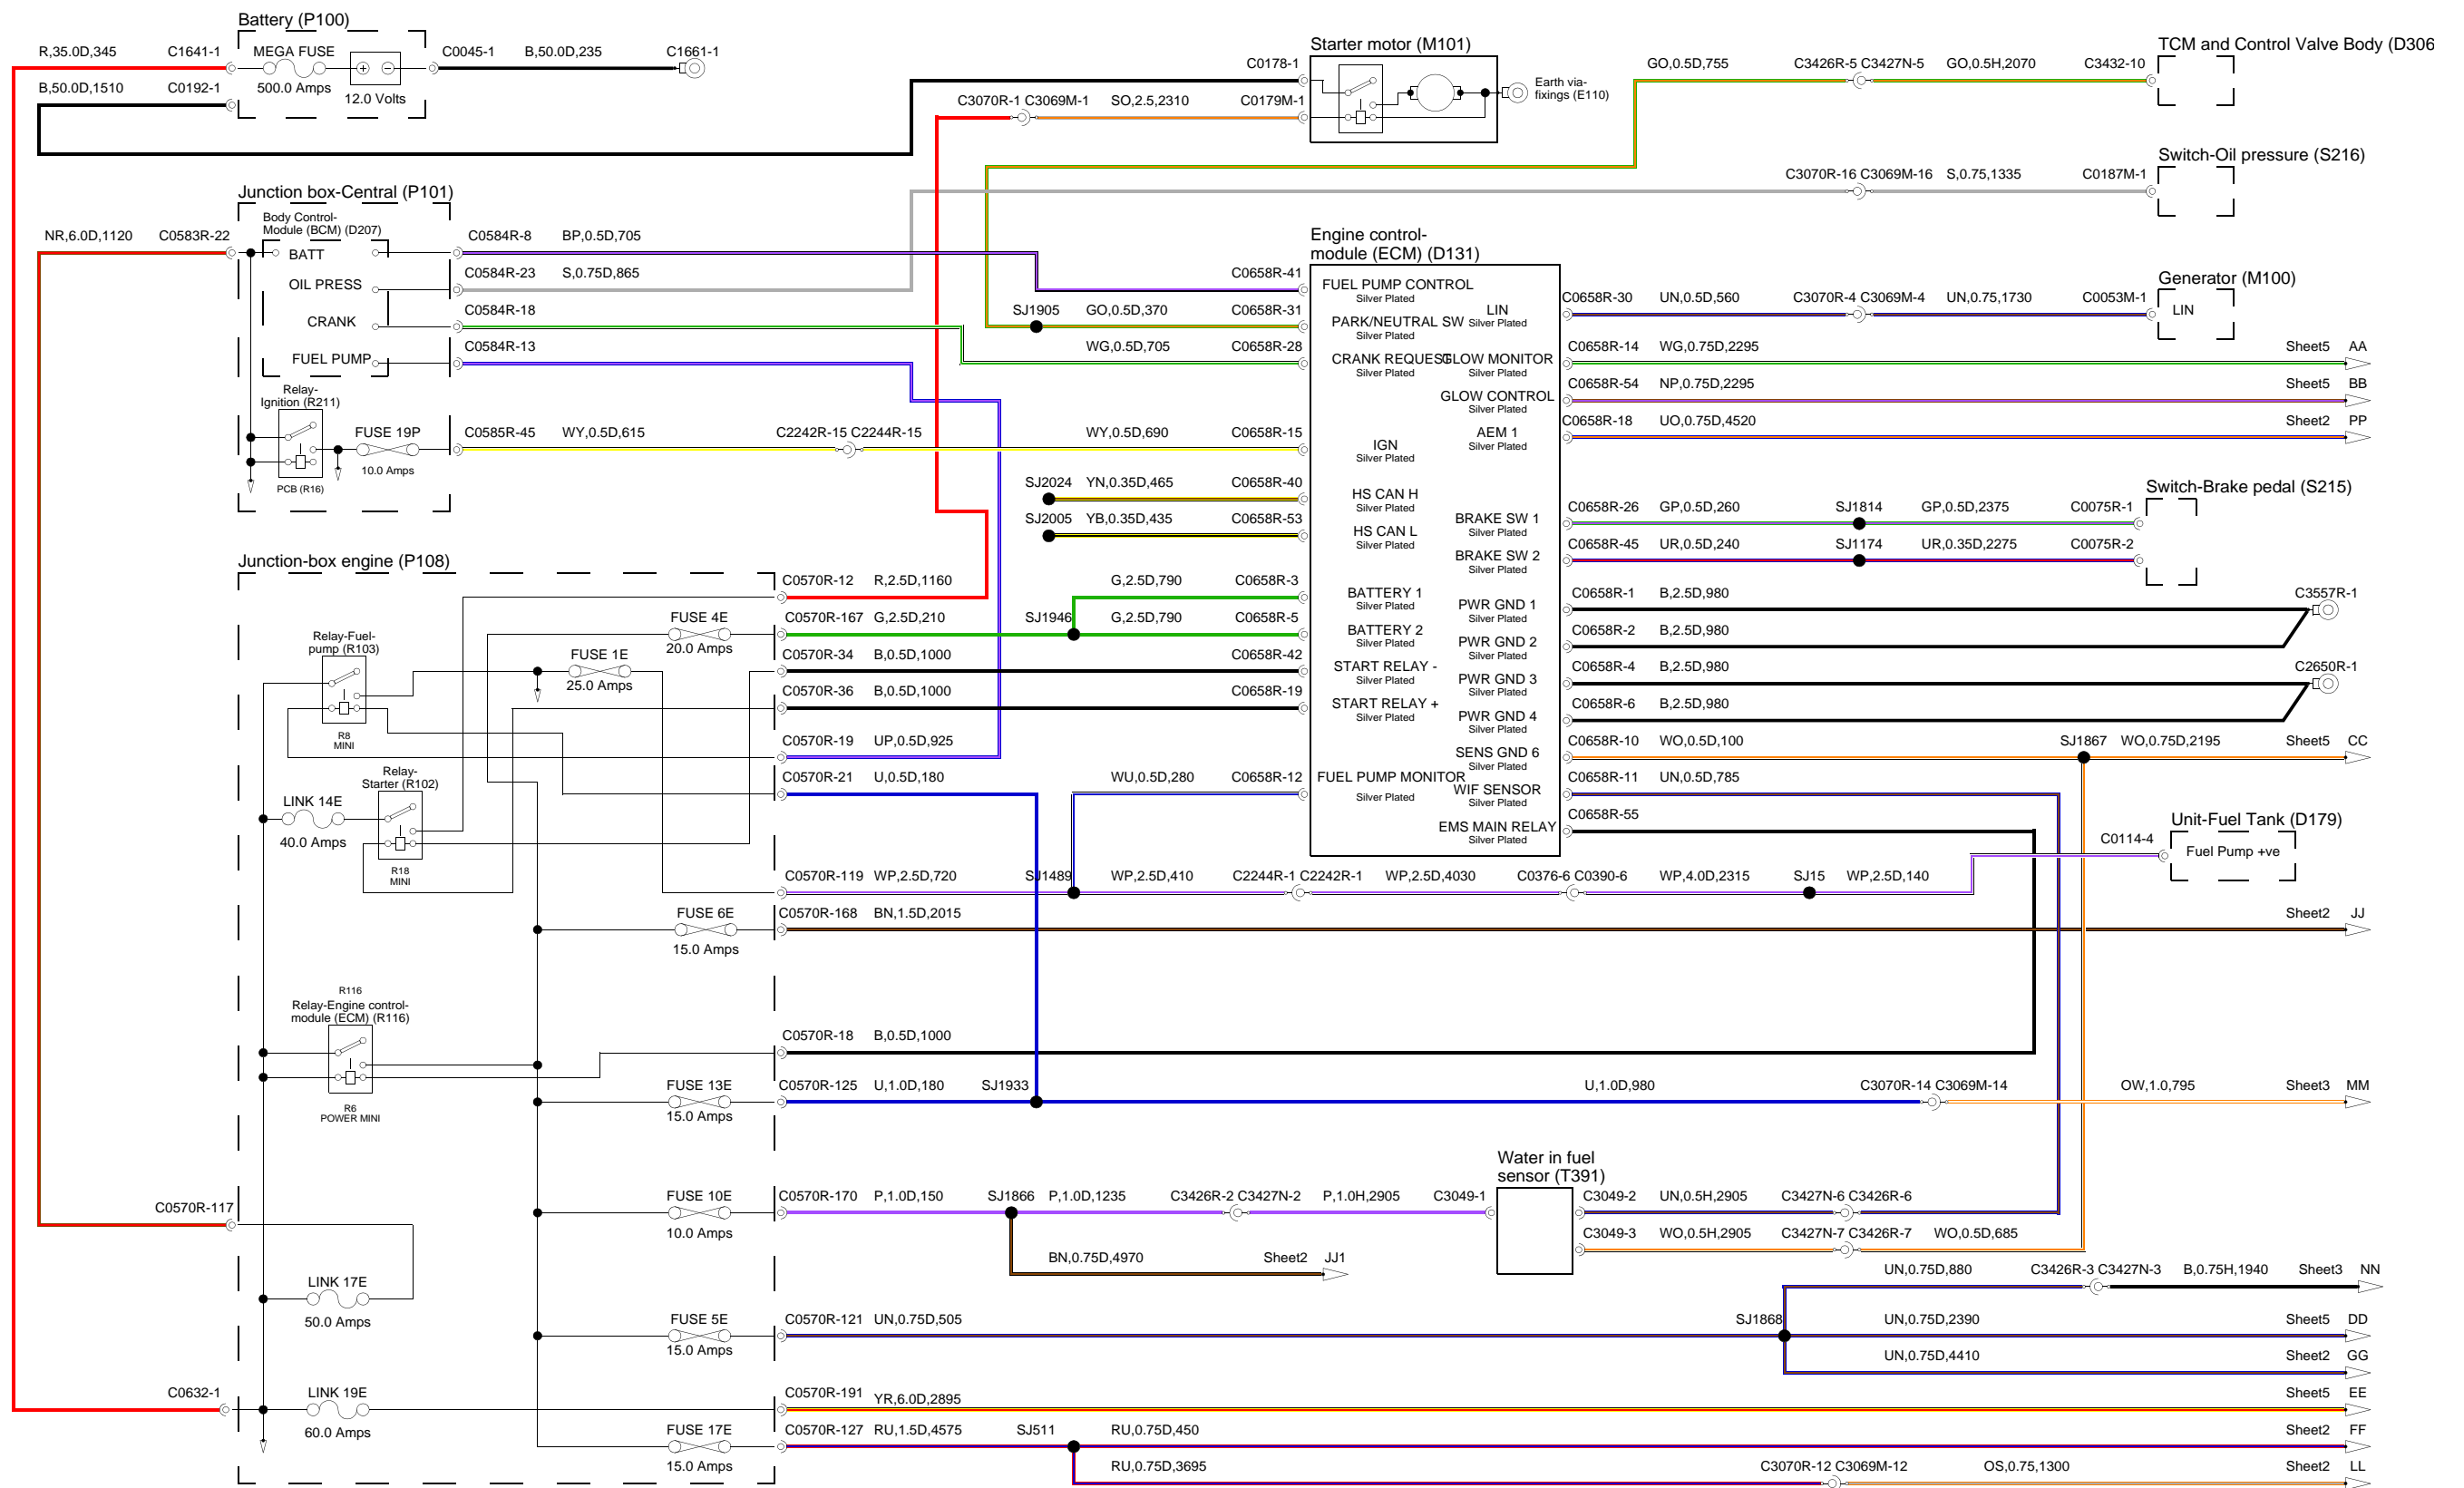 Battery (P100)
R,35.0D,345 C1641-1 MEGA FUSE C0045-1 B,50.0D,235 C1661-1
B,50.0D,1510 C0192-1 500.0 Amps 12.0 Volts
Starter motor (M101)
C0178-1
C3070R-1 C3069M-1 SO,2.5,2310 C0179M-1
Earth via-
fixings (E110)
TCM and Control Valve Body (D306
GO,0.5D,755 C3426R-5 C3427N-5 GO,0.5H,2070 C3432-10
Switch-Oil pressure (S216)
C3070R-16 C3069M-16 S,0.75,1335 C0187M-1
Junction box-Central (P101)
Body Control-
Module (BCM) (D207)
NR,6.0D,1120 C0583R-22
BATT
C0584R-8 BP,0.5D,705
OIL PRESS
C0584R-23 S,0.75D,865
CRANK
C0584R-18
FUEL PUMP
C0584R-13
Relay-
Ignition (R211)
FUSE 19P
10.0 Amps
PCB (R16)
C0585R-45 WY,0.5D,615 C2242R-15 C2244R-15 WY,0.5D,690 C0658R-15
Engine control-
module (ECM) (D131)
C0658R-41
FUEL PUMP CONTROL
Silver Plated
SJ1905 GO,0.5D,370 C0658R-31
PARK/NEUTRAL SW
Silver Plated
WG,0.5D,705 C0658R-28
CRANK REQUEST
Silver Plated
IGN
Silver Plated
SJ2024 YN,0.35D,465 C0658R-40
HS CAN H
Silver Plated
SJ2005 YB,0.35D,435 C0658R-53
HS CAN L
Silver Plated
G,2.5D,790 C0658R-3
BATTERY 1
Silver Plated
SJ1946 G,2.5D,790 C0658R-5
BATTERY 2
Silver Plated
C0658R-42
START RELAY -
Silver Plated
C0658R-19
START RELAY +
Silver Plated
WU,0.5D,280 C0658R-12
FUEL PUMP MONITOR
Silver Plated
LIN
Silver Plated
C0658R-30 UN,0.5D,560 C3070R-4 C3069M-4 UN,0.75,1730 C0053M-1
Generator (M100)
LIN
GLOW MONITOR
Silver Plated
C0658R-14 WG,0.75D,2295 Sheet5 AA
GLOW CONTROL
Silver Plated
C0658R-54 NP,0.75D,2295 Sheet5 BB
AEM 1
Silver Plated
C0658R-18 UO,0.75D,4520 Sheet2 PP
Switch-Brake pedal (S215)
BRAKE SW 1
Silver Plated
C0658R-26 GP,0.5D,260 SJ1814 GP,0.5D,2375 C0075R-1
BRAKE SW 2
Silver Plated
C0658R-45 UR,0.5D,240 SJ1174 UR,0.35D,2275 C0075R-2
PWR GND 1
Silver Plated
C0658R-1 B,2.5D,980 C3557R-1
PWR GND 2
Silver Plated
C0658R-2 B,2.5D,980
PWR GND 3
Silver Plated
C0658R-4 B,2.5D,980 C2650R-1
PWR GND 4
Silver Plated
C0658R-6 B,2.5D,980
SENS GND 6
Silver Plated
C0658R-10 WO,0.5D,100 SJ1867 WO,0.75D,2195 Sheet5 CC
WIF SENSOR
Silver Plated
C0658R-11 UN,0.5D,785
EMS MAIN RELAY
Silver Plated
C0658R-55
Unit-Fuel Tank (D179)
C0114-4
Fuel Pump +ve
Junction-box engine (P108)
C0570R-12 R,2.5D,1160
FUSE 4E
20.0 Amps
C0570R-167 G,2.5D,210
Relay-Fuel-
pump (R103)
FUSE 1E
25.0 Amps
C0570R-34 B,0.5D,1000
C0570R-36 B,0.5D,1000
R8
MINI
C0570R-19 UP,0.5D,925
Relay-
Starter (R102)
C0570R-21 U,0.5D,180
LINK 14E
40.0 Amps
R18
MINI
C0570R-119 WP,2.5D,720 SJ1489 WP,2.5D,410 C2244R-1 C2242R-1 WP,2.5D,4030 C0376-6 C0390-6 WP,4.0D,2315 SJ15 WP,2.5D,140
FUSE 6E
15.0 Amps
C0570R-168 BN,1.5D,2015 Sheet2 JJ
R116
Relay-Engine control-
module (ECM) (R116)
R6
POWER MINI
C0570R-18 B,0.5D,1000
FUSE 13E
15.0 Amps
C0570R-125 U,1.0D,180 SJ1933 U,1.0D,980 C3070R-14 C3069M-14 OW,1.0,795 Sheet3 MM
Water in fuel
sensor (T391)
FUSE 10E
10.0 Amps
C0570R-170 P,1.0D,150 SJ1866 P,1.0D,1235 C3426R-2 C3427N-2 P,1.0H,2905 C3049-1
C3049-2 UN,0.5H,2905 C3427N-6 C3426R-6
C3049-3 WO,0.5H,2905 C3427N-7 C3426R-7 WO,0.5D,685
BN,0.75D,4970 Sheet2 JJ1
C0570R-117
LINK 17E
50.0 Amps
UN,0.75D,880 C3426R-3 C3427N-3 B,0.75H,1940 Sheet3 NN
FUSE 5E
15.0 Amps
C0570R-121 UN,0.75D,505 SJ1868 UN,0.75D,2390 Sheet5 DD
UN,0.75D,4410 Sheet2 GG
C0632-1
LINK 19E
60.0 Amps
C0570R-191 YR,6.0D,2895 Sheet5 EE
FUSE 17E
15.0 Amps
C0570R-127 RU,1.5D,4575 SJ511 RU,0.75D,450 Sheet2 FF
RU,0.75D,3695 C3070R-12 C3069M-12 OS,0.75,1300 Sheet2 LL